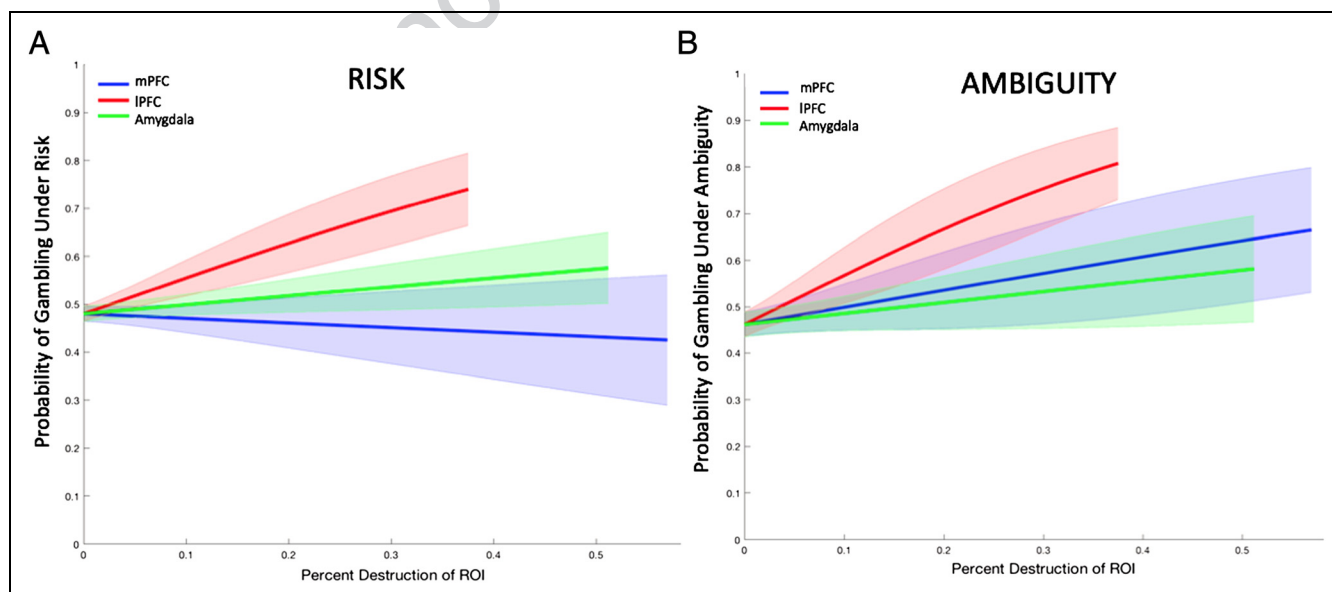 A
RISK
mPFC
lPFC
Amygdala
Probability of Gambling Under Risk
1
0.9
0.8
0.7
0.6
0.5
0.4
0.3
0.2
0.1
0
0
0.1
0.2
0.3
0.4
0.5
Percent Destruction of ROI
B
AMBIGUITY
mPFC
lPFC
Amygdala
Probability of Gambling Under Ambiguity
1
0.9
0.8
0.7
0.6
0.5
0.4
0.3
0.2
0.1
0
0
0.1
0.2
0.3
0.4
0.5
Percent Destruction of ROI